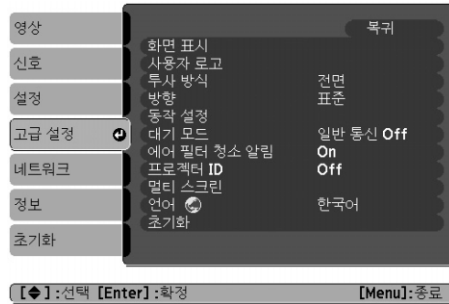 영상
신호
설정
고급 설정
네트워크
정보
초기화
복귀
화면 표시
사용자 로고
투사 방식 전면
방향 표준
동작 설정
대기 모드 일반 통신 Off
에어 필터 청소 알림 On
프로젝터 ID Off
멀티 스크린
언어 한국어
초기화
[◆]:선택 [Enter]:확정 [Menu]:종료